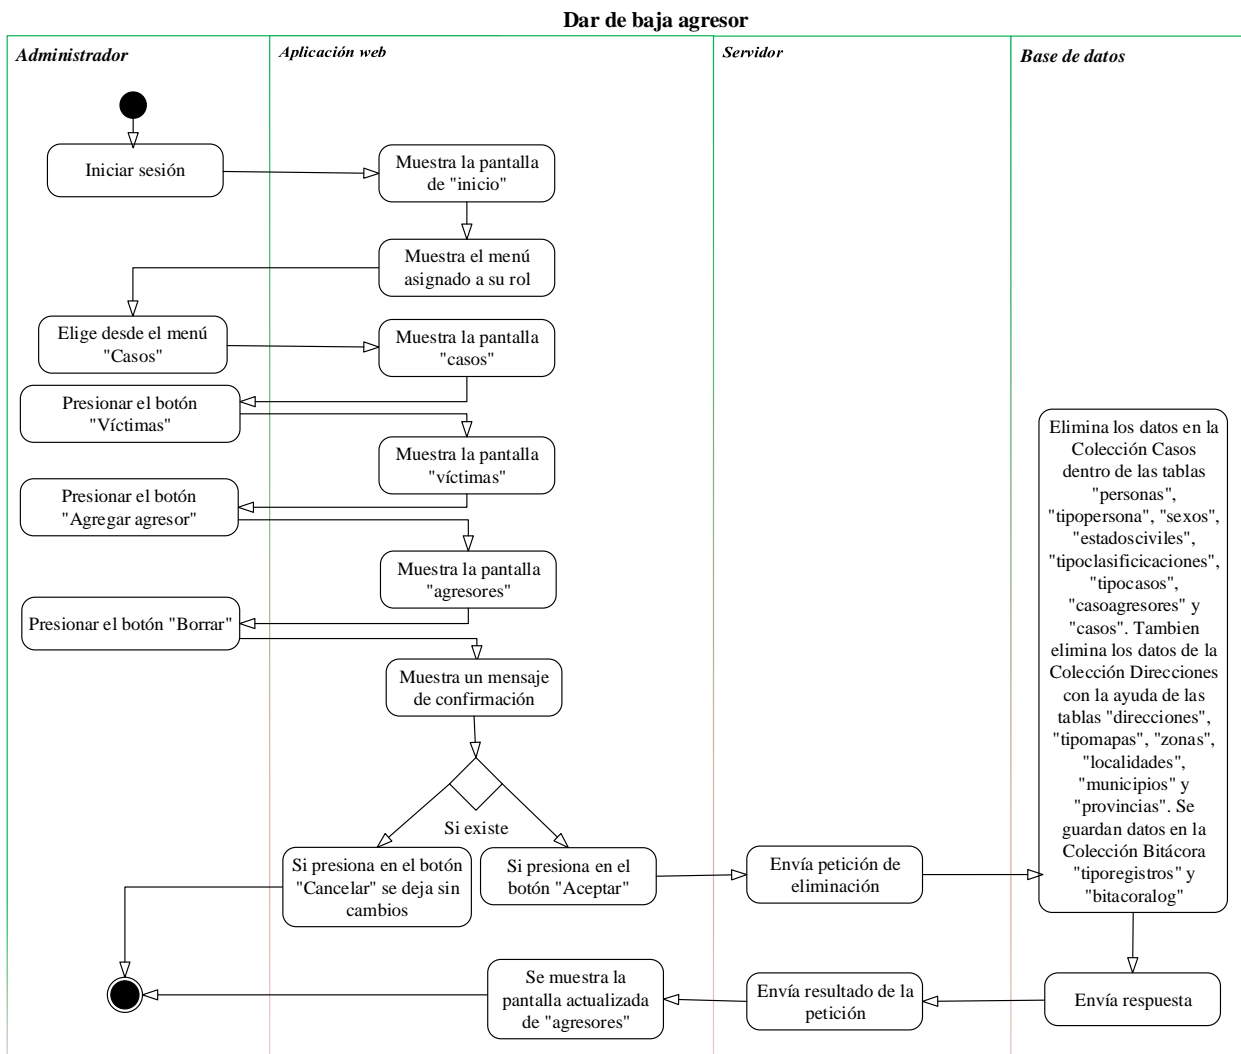 Dar de baja agresor
Administrador
Aplicación web
Servidor
Base de datos
Iniciar sesión
Muestra la pantalla
de "inicio"
Muestra el menú
asignado a su rol
Elige desde el menú
"Casos"
Muestra la pantalla
"casos"
Presionar el botón
"Víctimas"
Muestra la pantalla
"víctimas"
Presionar el botón
"Agregar agresor"
Muestra la pantalla
"agresores"
Presionar el botón "Borrar"
Muestra un mensaje
de confirmación
Si existe
Si presiona en el botón
"Cancelar" se deja sin
cambios
Si presiona en el
botón "Aceptar"
Envía petición de
eliminación
Elimina los datos en la
Colección Casos
dentro de las tablas
"personas",
"tipopersona", "sexos",
"estadosciviles",
"tipoclasificicaciones",
"tipocasos",
"casoagresores" y
"casos". Tambien
elimina los datos de la
Colección Direcciones
con la ayuda de las
tablas "direcciones",
"tipomapas", "zonas",
"localidades",
"municipios" y
"provincias". Se
guardan datos en la
Colección Bitácora
"tiporegistros" y
"bitacoralog"
Envía respuesta
Envía resultado de la
petición
Se muestra la
pantalla actualizada
de "agresores"